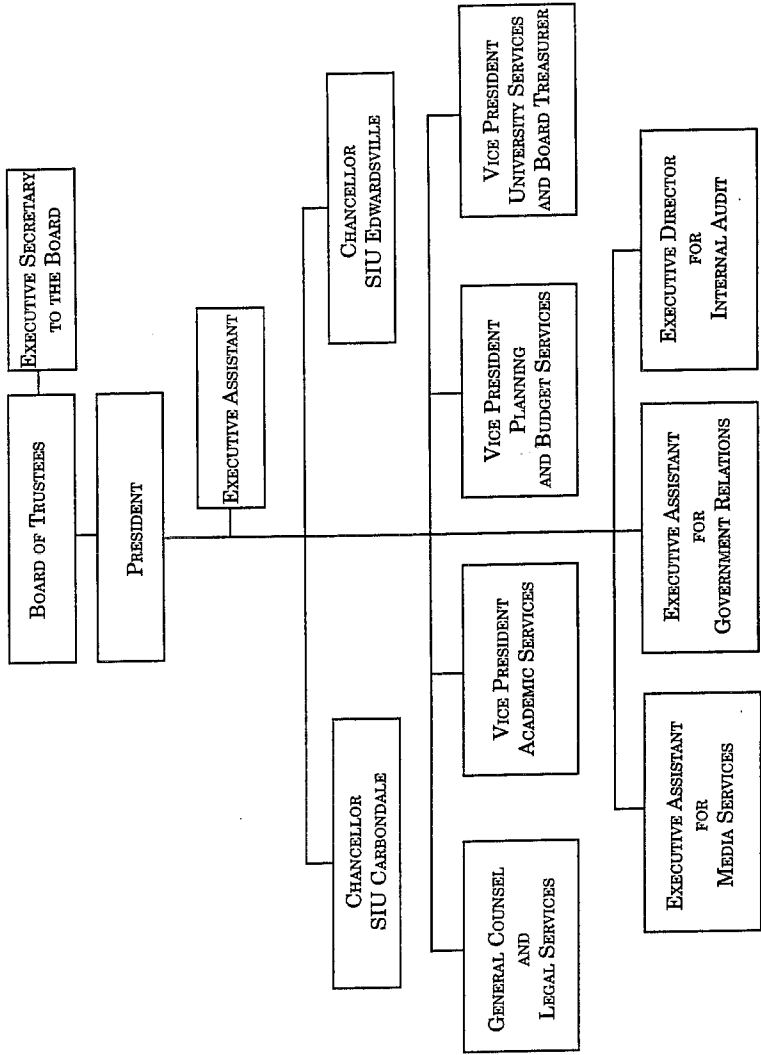 BOARD OF TRUSTEES
EXECUTIVE SECRETARY
TO THE BOARD
PRESIDENT
EXECUTIVE ASSISTANT
CHANCELLOR
SIU CARBONDALE
CHANCELLOR
SIU EDWARDSVILLE
GENERAL COUNSEL
AND
LEGAL SERVICES
VICE PRESIDENT
ACADEMIC SERVICES
VICE PRESIDENT
PLANNING
AND BUDGET SERVICES
VICE PRESIDENT
UNIVERSITY SERVICES
AND BOARD TREASURER
EXECUTIVE ASSISTANT
FOR
MEDIA SERVICES
EXECUTIVE ASSISTANT
FOR
GOVERNMENT RELATIONS
EXECUTIVE DIRECTOR
FOR
INTERNAL AUDIT